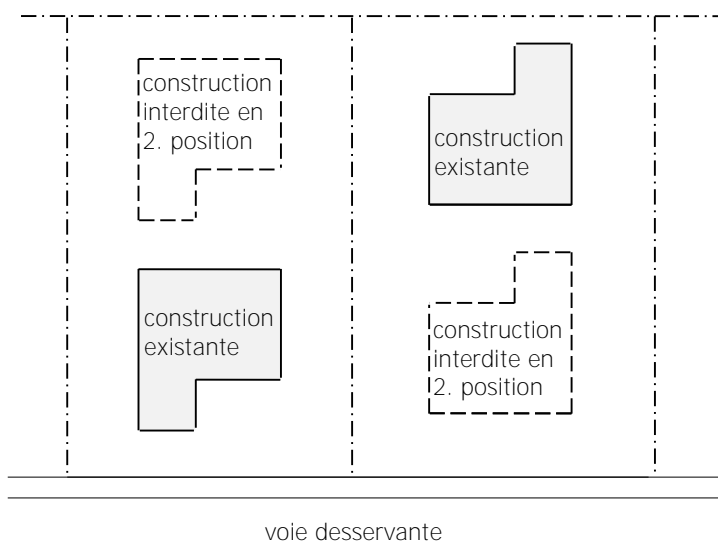 construction
interdite en
2. position
construction
existante
construction
existante
construction
interdite en
2. position
voie desservante